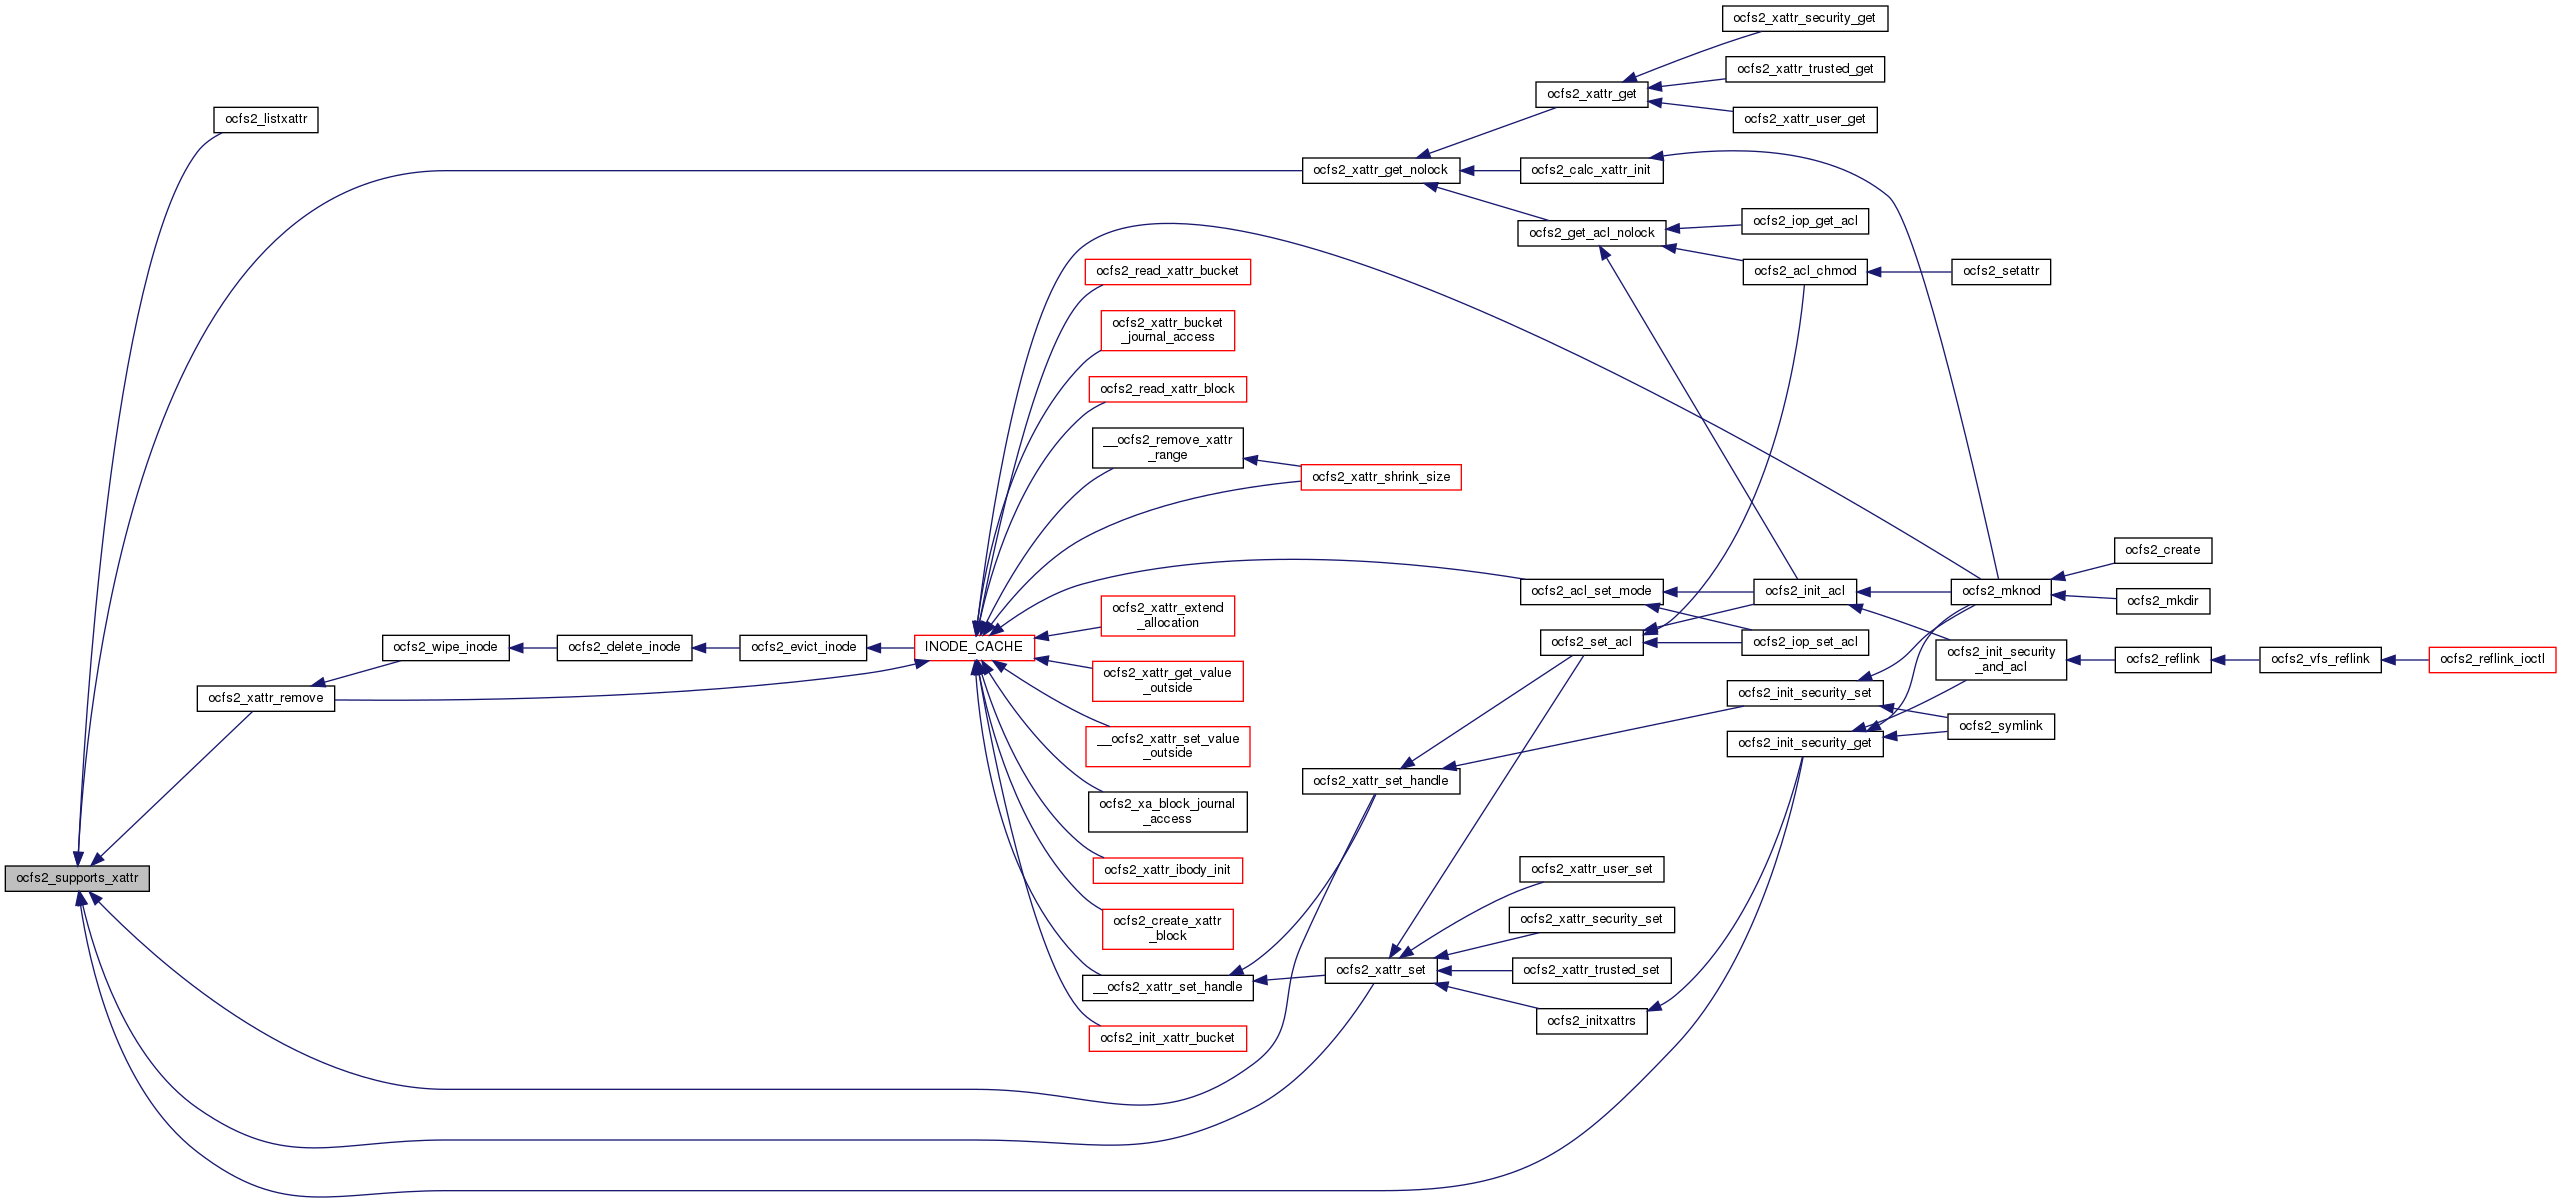 ocfs2_xattr_security_get
ocfs2_xattr_trusted_get
ocfs2_xattr_get
ocfs2_listxattr
ocfs2_xattr_user_get
ocfs2_xattr_get_nolock
ocfs2_calc_xattr_init
ocfs2_iop_get_acl
ocfs2_get_acl_nolock
ocfs2_read_xattr_bucket
ocfs2_acl_chmod
ocfs2_setattr
ocfs2_xattr_bucket
_journal_access
ocfs2_read_xattr_block
__ocfs2_remove_xattr
_range
ocfs2_xattr_shrink_size
ocfs2_create
ocfs2_acl_set_mode
ocfs2_init_acl
ocfs2_mknod
ocfs2_mkdir
ocfs2_xattr_extend
_allocation
ocfs2_wipe_inode
ocfs2_delete_inode
ocfs2_evict_inode
INODE_CACHE
ocfs2_set_acl
ocfs2_iop_set_acl
ocfs2_init_security
_and_acl
ocfs2_reflink
ocfs2_vfs_reflink
ocfs2_reflink_ioctl
ocfs2_xattr_get_value
_outside
ocfs2_xattr_remove
ocfs2_init_security_set
ocfs2_symlink
__ocfs2_xattr_set_value
_outside
ocfs2_init_security_get
ocfs2_xattr_set_handle
ocfs2_xa_block_journal
_access
ocfs2_supports_xattr
ocfs2_xattr_ibody_init
ocfs2_xattr_user_set
ocfs2_create_xattr
_block
ocfs2_xattr_security_set
ocfs2_xattr_set
ocfs2_xattr_trusted_set
__ocfs2_xattr_set_handle
ocfs2_initxattrs
ocfs2_init_xattr_bucket